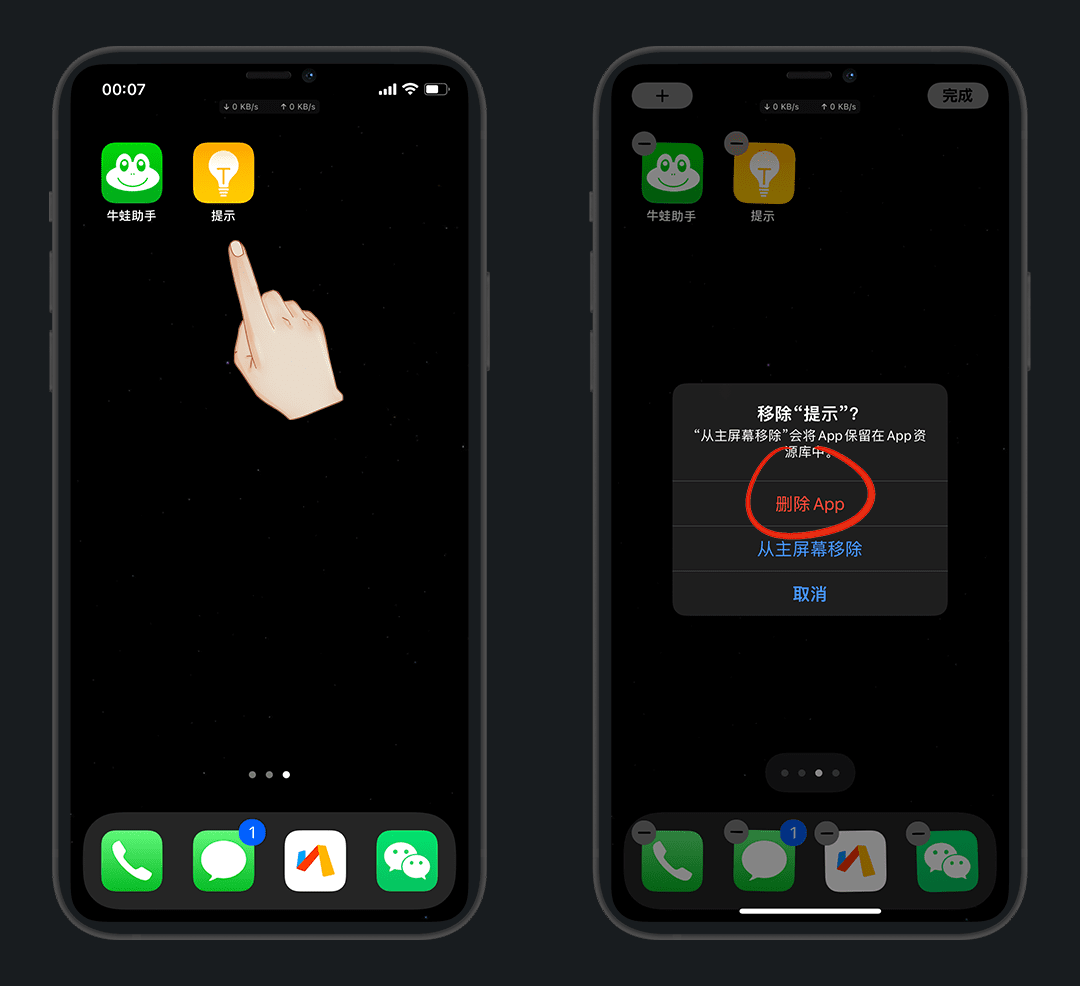 00:07
↓ 0 KB/s ↑ 0 KB/s
牛蛙助手 提示
1
+ 完成
↓ 0 KB/s ↑ 0 KB/s
牛蛙助手 提示
移除“提示”?
“从主屏幕移除”会将 App 保留在 App 资
源库中。
删除 App
从主屏幕移除
取消
1